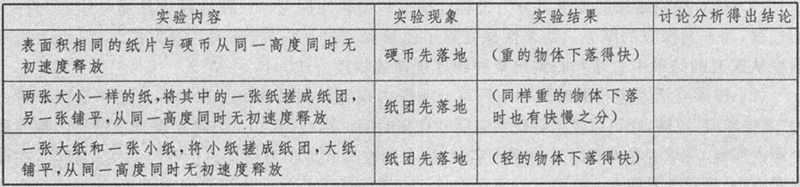 实验内容 实验现象 实验结果 讨论分析得出结论
表面积相同的纸片与硬币从同一高度同时无
初速度释放
硬币先落地
(重的物体下落得快)
两张大小一样的纸,将其中的一张纸搓成纸团,
另一张铺平,从同一高度同时无初速度释放
纸团先落地
(同样重的物体下落
时也有快慢之分)
一张大纸和一张小纸,将小纸搓成纸团,大纸
铺平,从同一高度同时无初速度释放
纸团先落地
(轻的物体下落得快)